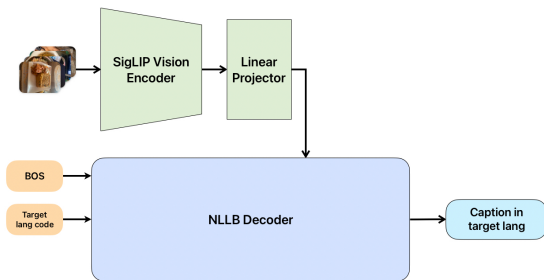 SigLIP Vision
Encoder
Linear
Projector
BOS
Target
lang code
NLLB Decoder
Caption in
target lang